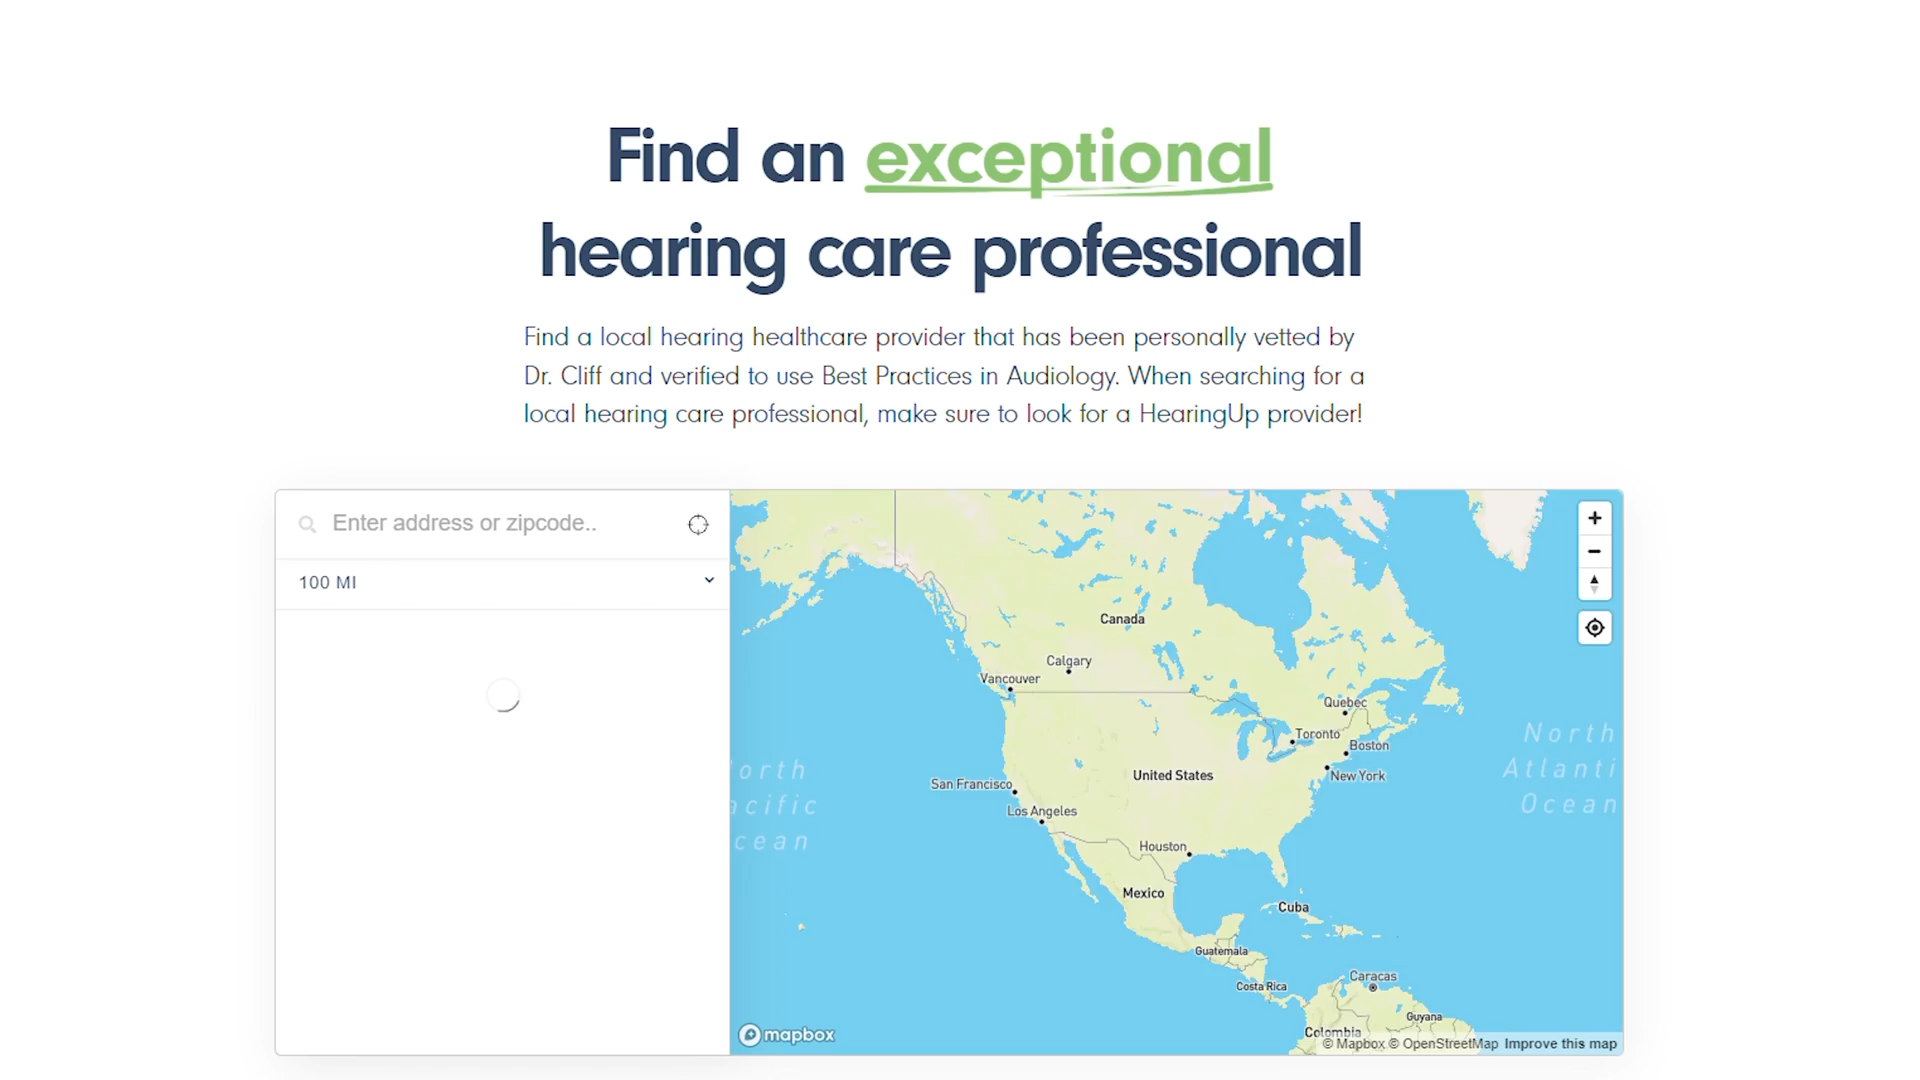 Find an exceptional
hearing care professional
Find a local hearing healthcare provider that has been personally vetted by
Dr. Cliff and verified to use Best Practices in Audiology. When searching for a
local hearing care professional, make sure to look for a HearingUp provider!
Enter address or zipcode..
100 MI
Canada
Calgary
Vancouver
Quebec
Toronto
Boston
New York
United States
San Francisco
Los Angeles
Houston
Mexico
Cuba
Guatemala
Costa Rica
Caracas
Guyana
Colombia
orth
acific
cean
North
Atlanti
Ocean
mapbox
© Mapbox © OpenStreetMap Improve this map